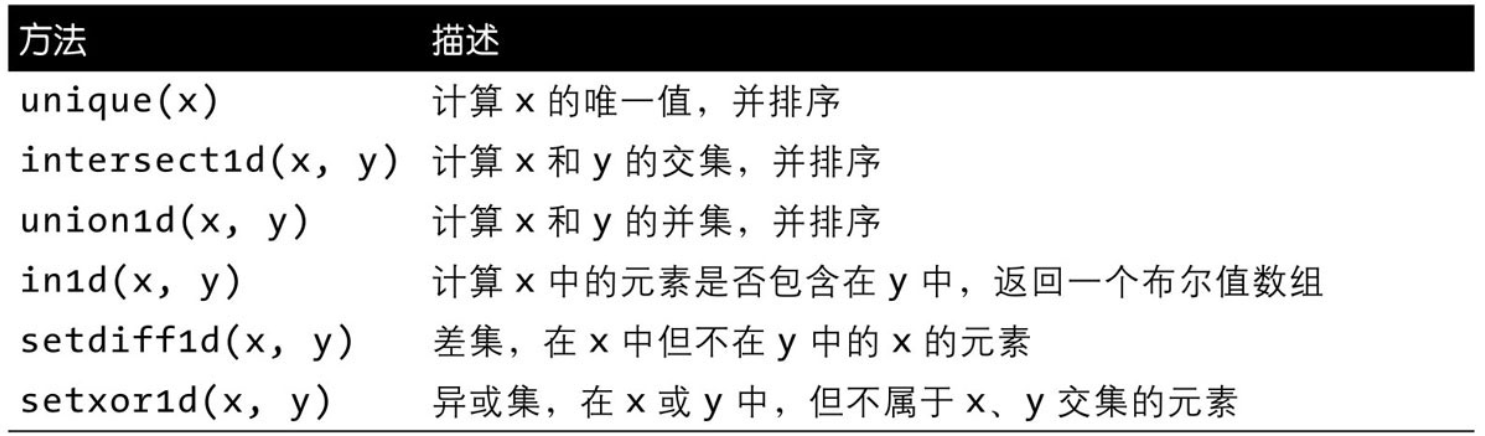 方法 描述
unique(x) 计算 x 的唯一值，并排序
intersect1d(x, y) 计算 x 和 y 的交集，并排序
union1d(x, y) 计算 x 和 y 的并集，并排序
in1d(x, y) 计算 x 中的元素是否包含在 y 中，返回一个布尔值数组
setdiff1d(x, y) 差集，在 x 中但不在 y 中的 x 的元素
setxor1d(x, y) 异或集，在 x 或 y 中，但不属于 x、y 交集的元素